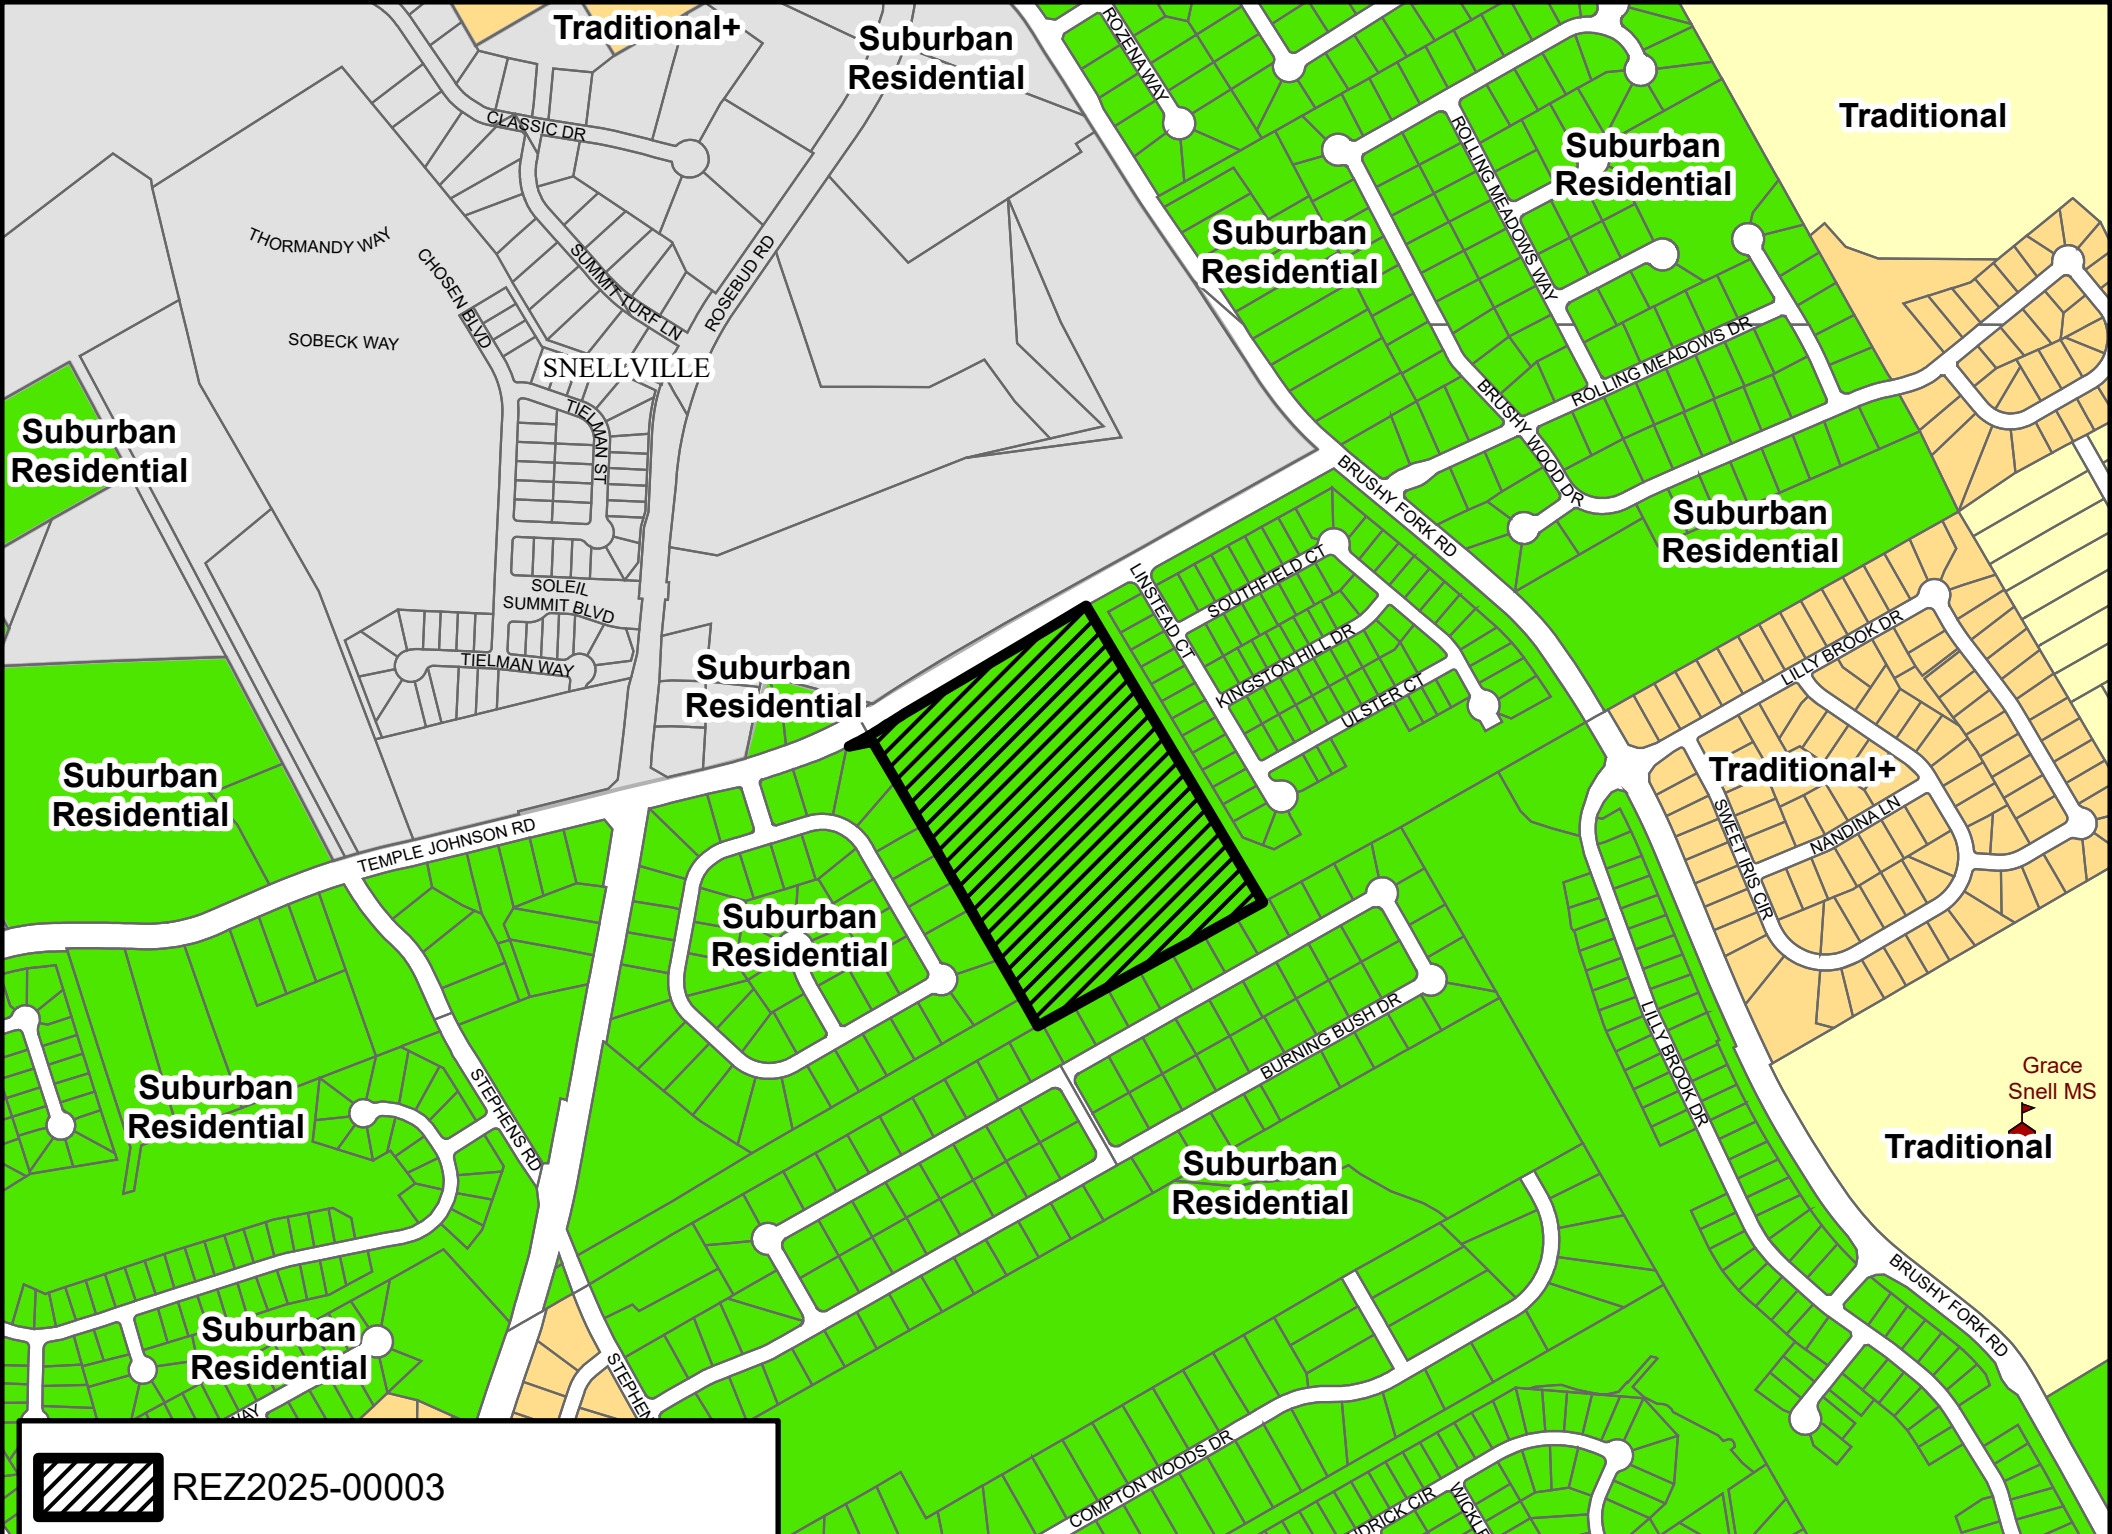 Traditional+
Suburban
Residential
ROZENA WAY
Traditional
CLASSIC DR
ROLLING MEADOWS WAY
Suburban
Residential
THORMANDY WAY
CHOSEN BLVD
SUMMIT TURF LN
ROSEBUD RD
Suburban
Residential
SOBECK WAY
SNELLVILLE
ROLLING MEADOWS DR
BRUSHY WOOD DR
TIELMAN ST
Suburban
Residential
BRUSHY FORK RD
Suburban
Residential
SOLEIL
SUMMIT BLVD
LINSTEAD CT
SOUTHFIELD CT
KINGSTON HILL DR
ULSTER CT
LILLY BROOK DR
TIELMAN WAY
Suburban
Residential
Suburban
Residential
Traditional+
SWEET IRIS CIR
NANDINA LN
TEMPLE JOHNSON RD
Suburban
Residential
LILLY BROOK DR
BURNING BUSH DR
Grace
Snell MS
Traditional
Suburban
Residential
STEPHENS RD
Suburban
Residential
BRUSHY FORK RD
Suburban
Residential
STEPHEN
WAY
COMPTON WOODS DR
DRICK CIR
WICKLE
REZ2025-00003